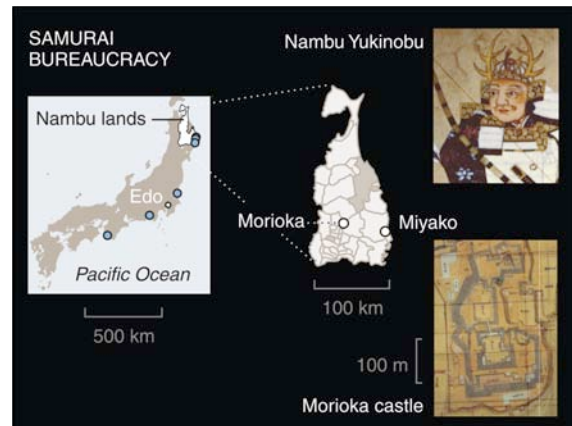 SAMURAI
BUREAUCRACY
Nambu Yukinobu
Nambu lands
Edo
Morioka
Miyako
Pacific Ocean
500 km
100 km
100 m
Morioka castle